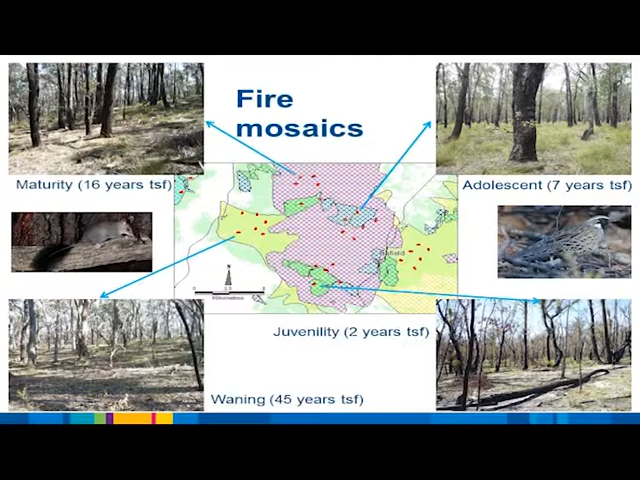 Fire
mosaics
Maturity (16 years tsf)
Adolescent (7 years tsf)
Juvenility (2 years tsf)
Waning (45 years tsf)